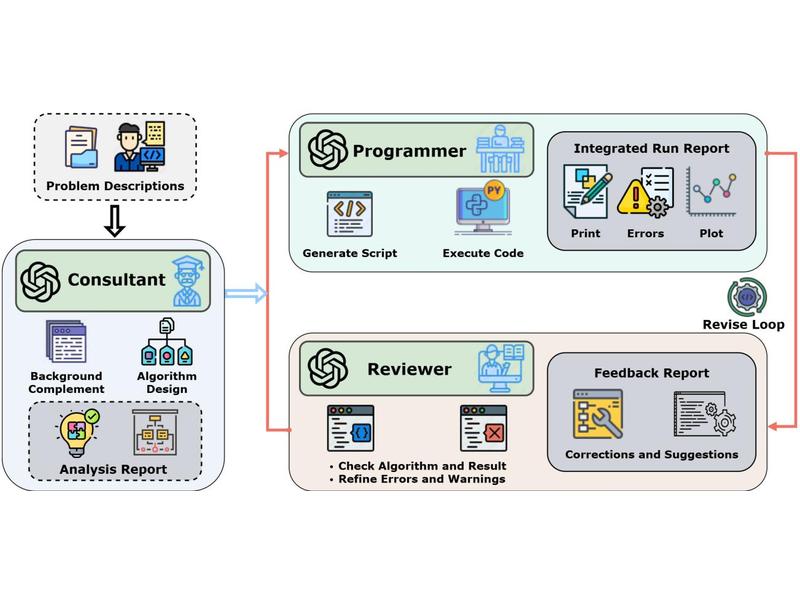 Problem Descriptions
Consultant
Background
Complement
Algorithm
Design
Analysis Report
Programmer
PY
Generate Script
Execute Code
Integrated Run Report
Print
Errors
Plot
Revise Loop
Reviewer
• Check Algorithm and Result
• Refine Errors and Warnings
Feedback Report
Corrections and Suggestions